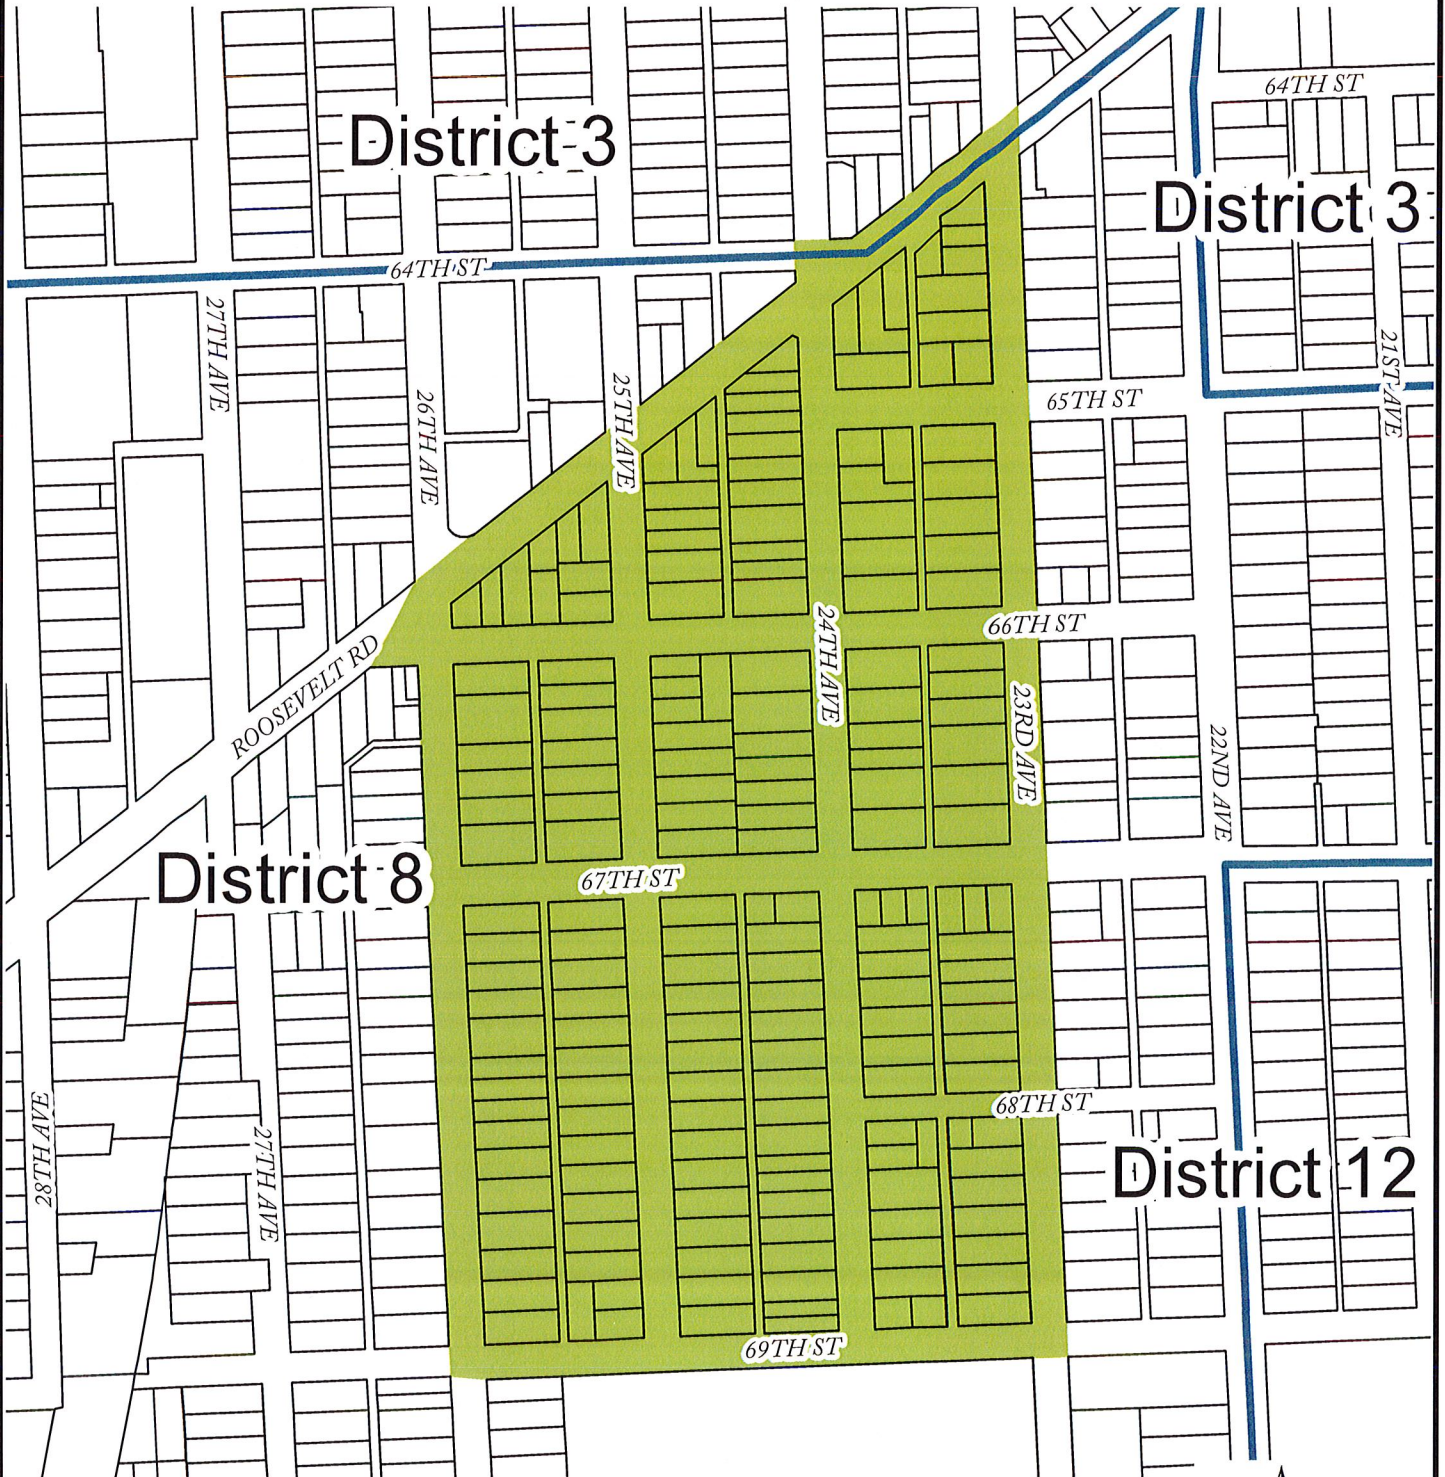 64TH ST
District 3
District 3
64TH ST
27TH AVE
21ST AVE
25TH AVE
26TH AVE
65TH ST
24TH AVE
66TH ST
ROOSEVELT RD
23RD AVE
22ND AVE
District 8
67TH ST
28TH AVE
68TH ST
27TH AVE
District 12
69TH ST